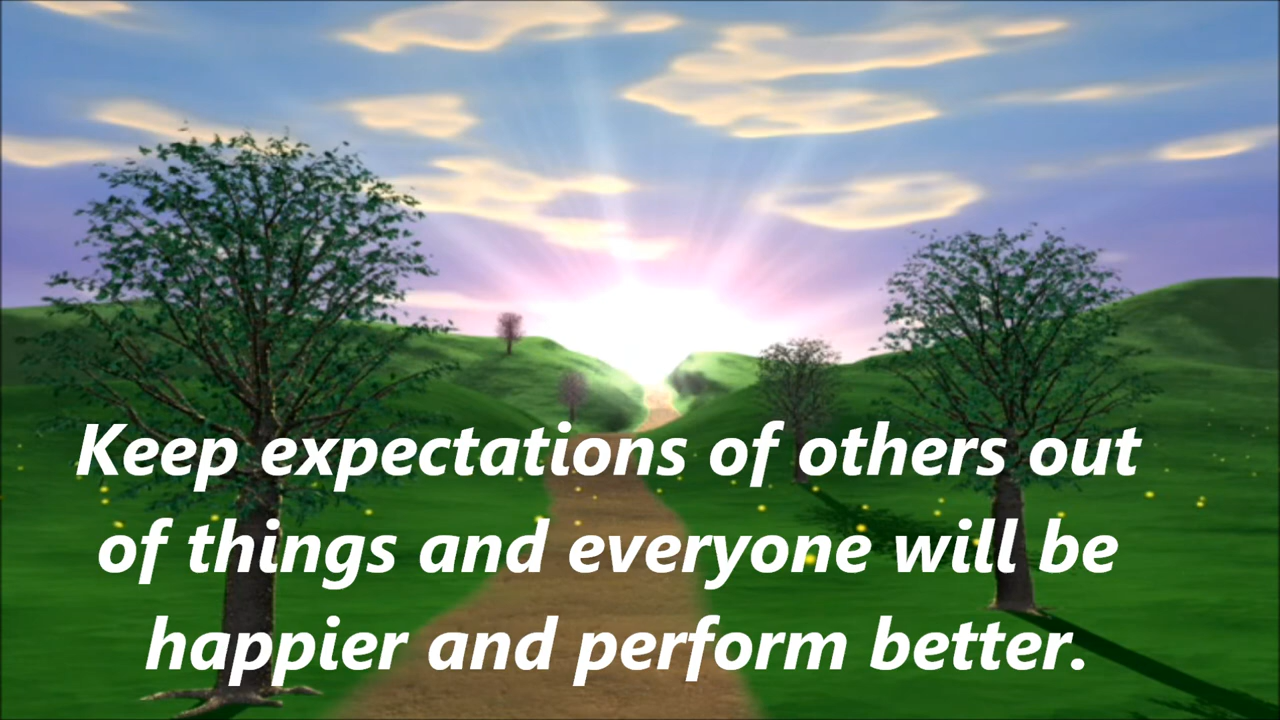 Keep expectations of others out
of things and everyone will be
happier and perform better.